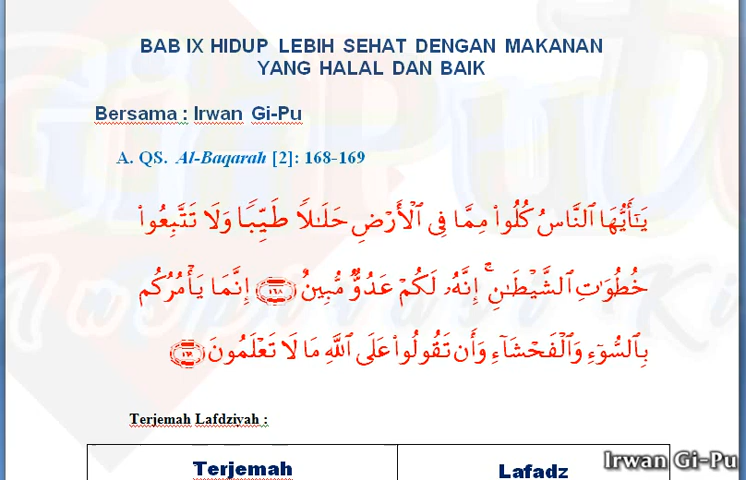 BAB IX HIDUP LEBIH SEHAT DENGAN MAKANAN
YANG HALAL DAN BAIK
Bersama : Irwan Gi-Pu
A. QS. Al-Baqarah [2]: 168-169
يَـٰٓأَيُّهَا ٱلنَّاسُ كُلُوا۟ مِمَّا فِى ٱلْأَرْضِ حَلَـٰلًا طَيِّبًا وَلَا تَتَّبِعُوا۟
خُطُوَٰتِ ٱلشَّيْطَـٰنِ ۚ إِنَّهُۥ لَكُمْ عَدُوٌّ مُّبِينٌ ﴿١٦٨﴾ إِنَّمَا يَأْمُرُكُم
بِٱلسُّوٓءِ وَٱلْفَحْشَآءِ وَأَن تَقُولُوا۟ عَلَى ٱللَّهِ مَا لَا تَعْلَمُونَ ﴿١٦٩﴾
Terjemah Lafdziyah :
Terjemah
Lafadz
Irwan Gi-Pu